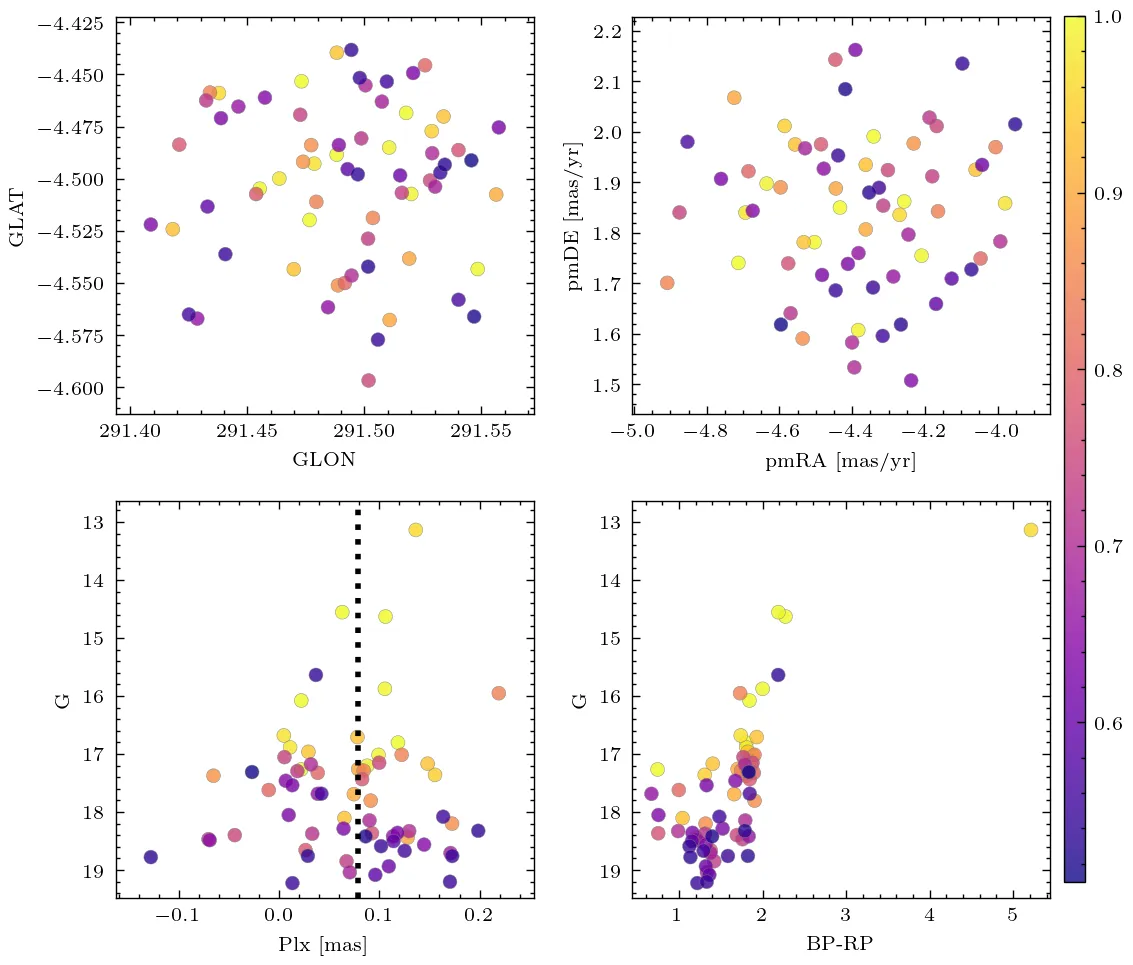 −4.425
−4.450
−4.475
−4.500
−4.525
−4.550
−4.575
−4.600
GLAT
291.40 291.45 291.50 291.55
GLON
2.2
2.1
2.0
1.9
1.8
1.7
1.6
1.5
pmDE [mas/yr]
−5.0 −4.8 −4.6 −4.4 −4.2 −4.0
pmRA [mas/yr]
1.0
0.9
0.8
0.7
0.6
13
14
15
16
17
18
19
G
−0.1 0.0 0.1 0.2
Plx [mas]
13
14
15
16
17
18
19
G
1 2 3 4 5
BP-RP